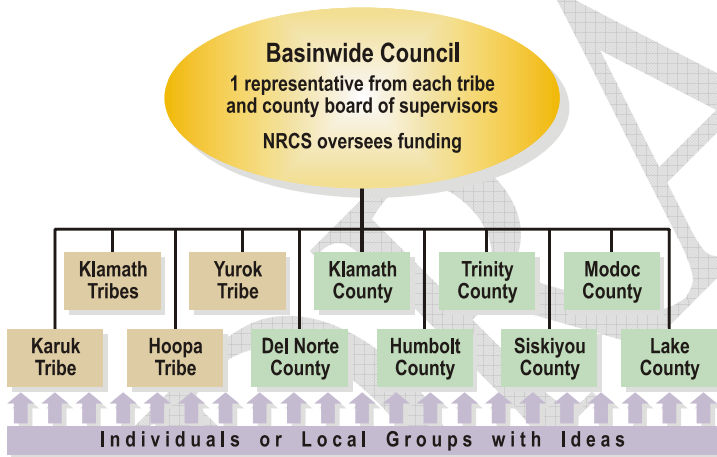 Basinwide Council
1 representative from each tribe
and county board of supervisors
NRCS oversees funding
Klamath
Tribes
Yurok
Tribe
Klamath
County
Trinity
County
Modoc
County
Karuk
Tribe
Hoopa
Tribe
Del Norte
County
Humbolt
County
Siskiyou
County
Lake
County
Individuals or Local Groups with Ideas